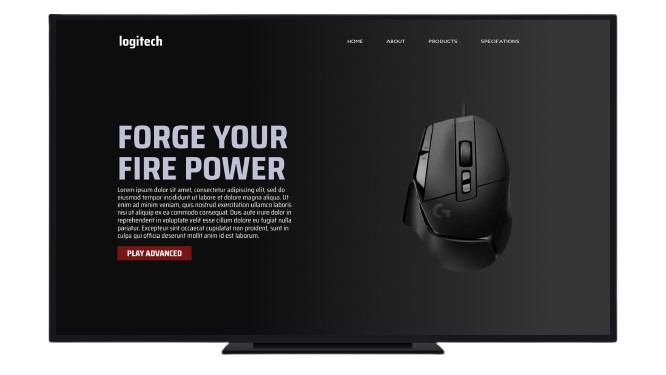 logitech
HOME ABOUT PRODUCTS SPECIFATIONS
FORGE YOUR
FIRE POWER
Lorem ipsum dolor sit amet, consectetur adipiscing elit, sed do
eiusmod tempor incididunt ut labore et dolore magna aliqua. Ut
enim ad minim veniam, quis nostrud exercitation ullamco laboris
nisi ut aliquip ex ea commodo consequat. Duis aute irure dolor in
reprehenderit in voluptate velit esse cillum dolore eu fugiat nulla
pariatur. Excepteur sint occaecat cupidatat non proident, sunt in
culpa qui officia deserunt mollit anim id est laborum.
PLAY ADVANCED
G